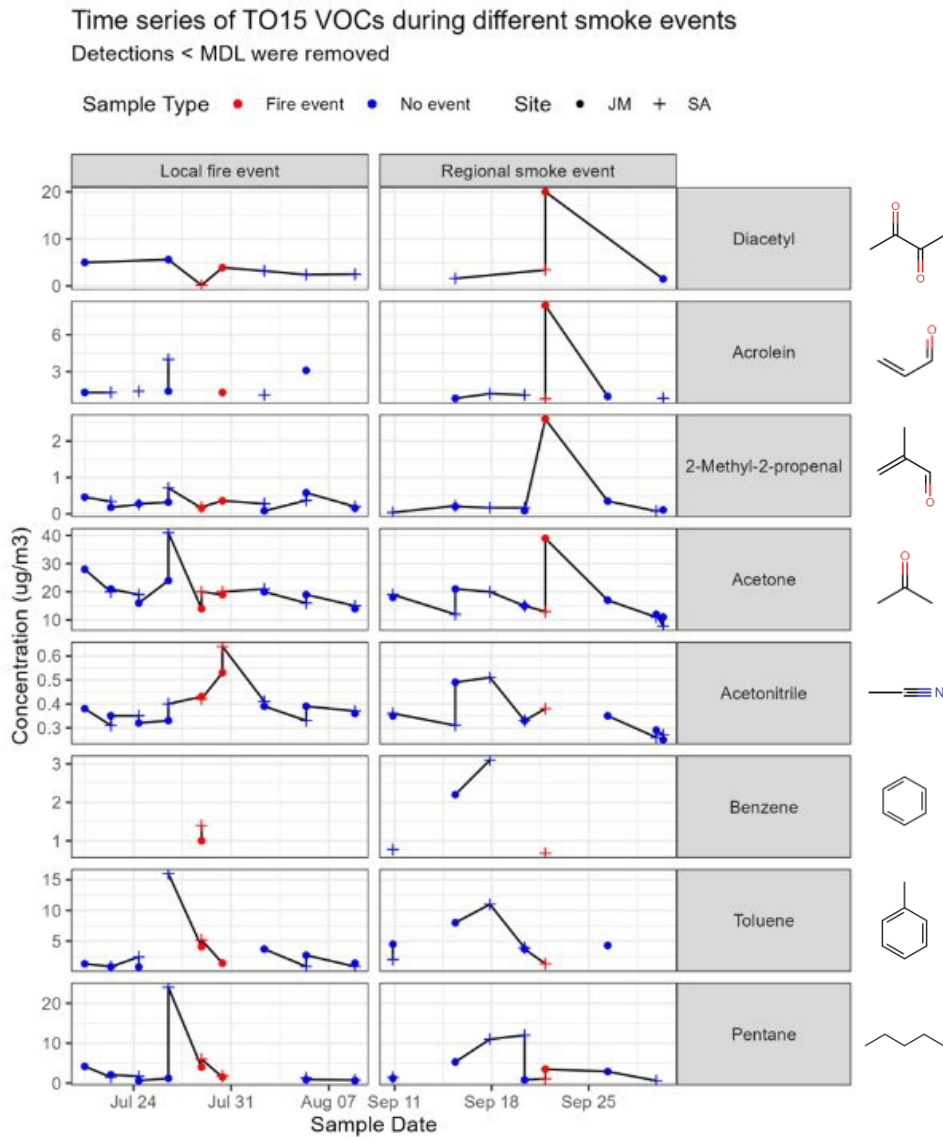 Time series of TO15 VOCs during different smoke events
Detections < MDL were removed
Sample Type Fire event No event Site JM SA
Local fire event Regional smoke event
20
10
0
Diacetyl
O
O
6
3
Acrolein
O
2
1
0
2-Methyl-2-propenal
O
40
30
20
10
Acetone
O
0.6
0.5
0.4
0.3
Acetonitrile
N
3
2
1
Benzene
15
10
5
Toluene
20
10
0
Pentane
Concentration (ug/m3)
Jul 24 Jul 31 Aug 07 Sep 11 Sep 18 Sep 25
Sample Date